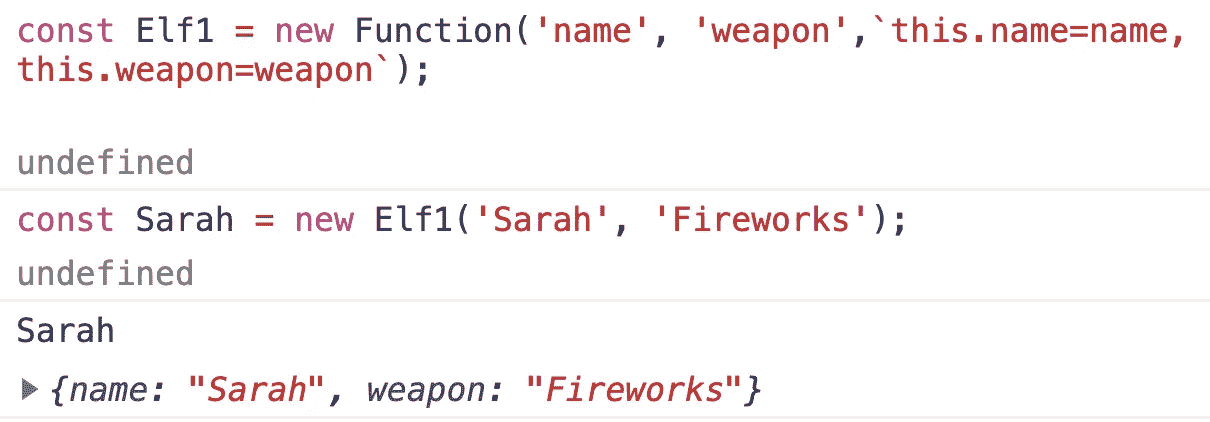 const Elf1 = new Function('name', 'weapon',`this.name=name,
this.weapon=weapon`);
undefined
const Sarah = new Elf1('Sarah', 'Fireworks');
undefined
Sarah
{name: "Sarah", weapon: "Fireworks"}